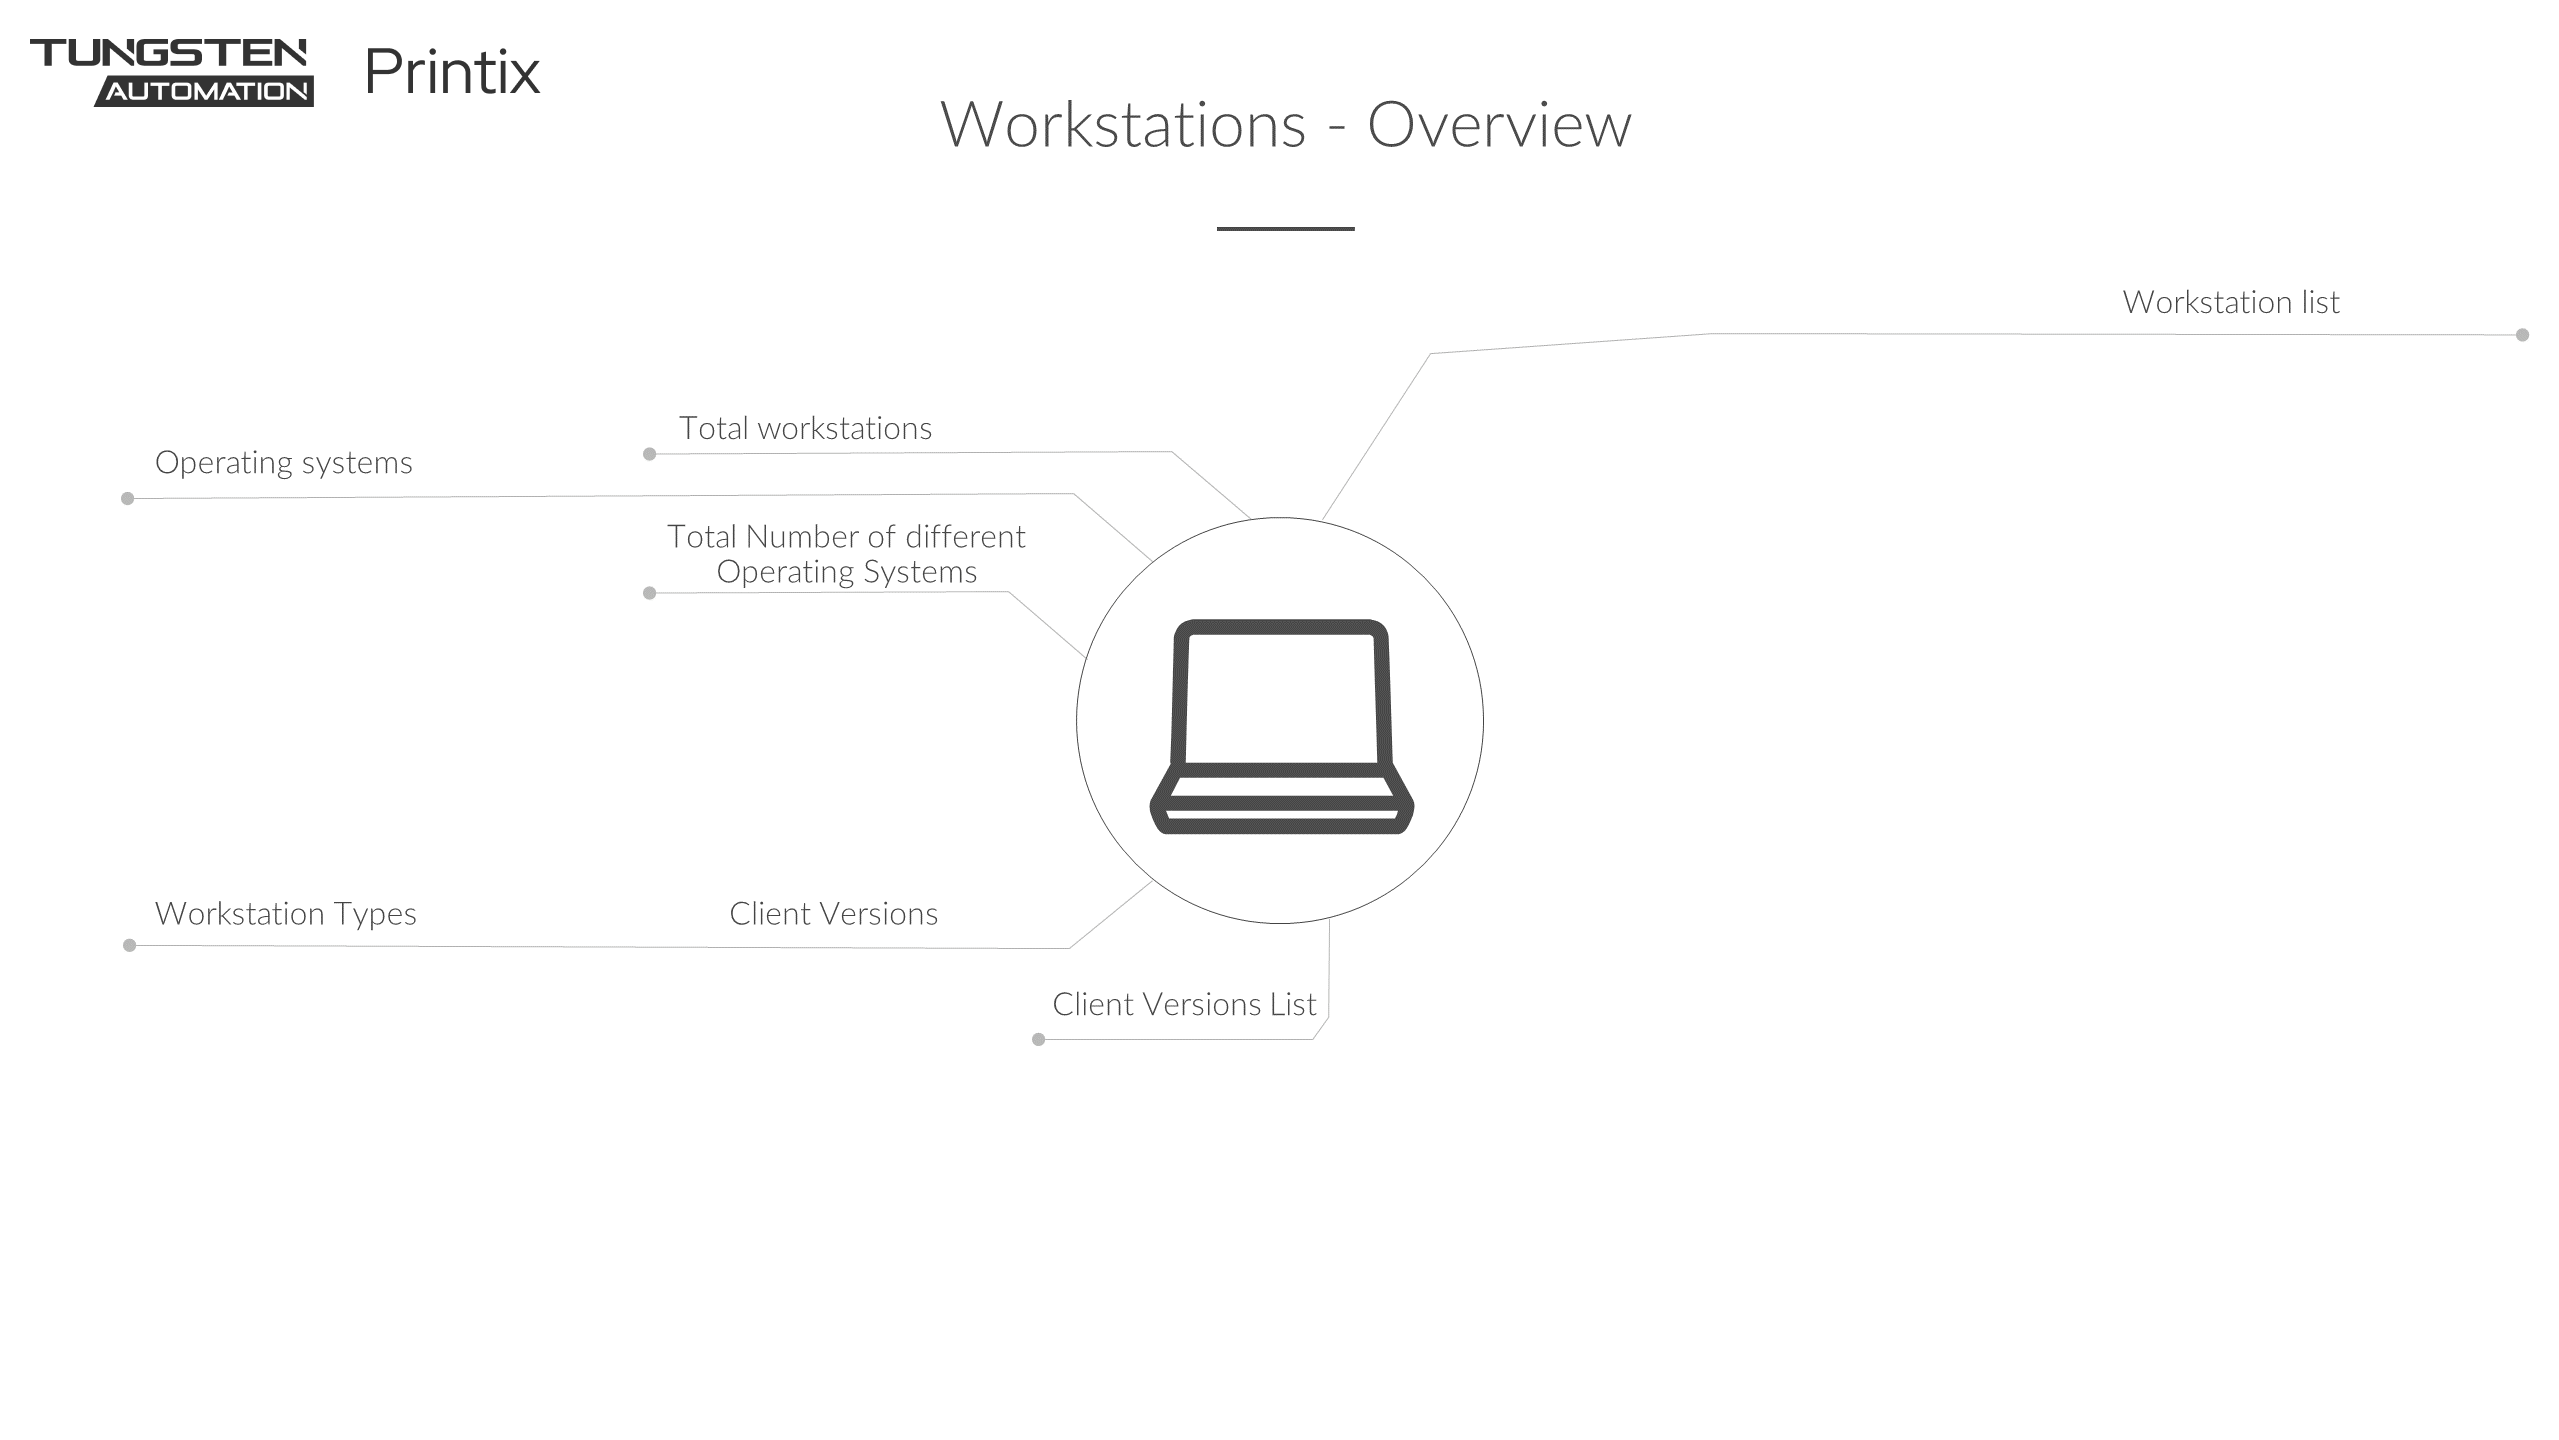 TUNGSTEN
AUTOMATION
Printix
Workstations - Overview
Workstation list
Total workstations
Operating systems
Total Number of different
Operating Systems
Workstation Types
Client Versions
Client Versions List